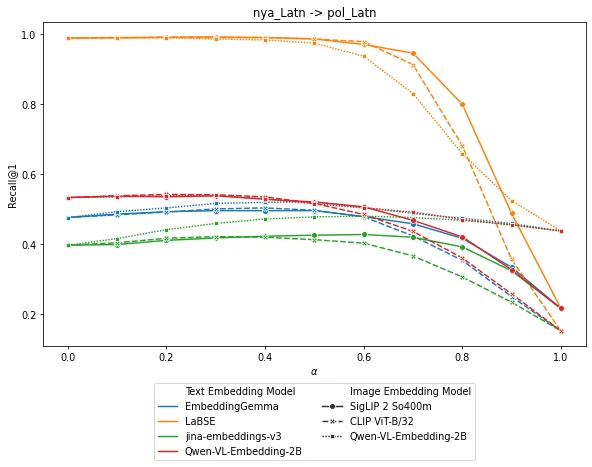 nya_Latn -> pol_Latn
Recall@1
1.0
0.8
0.6
0.4
0.2
0.0 0.2 0.4 0.6 0.8 1.0
α
Text Embedding Model Image Embedding Model
EmbeddingGemma SigLIP 2 So400m
LaBSE CLIP ViT-B/32
jina-embeddings-v3 Qwen-VL-Embedding-2B
Qwen-VL-Embedding-2B